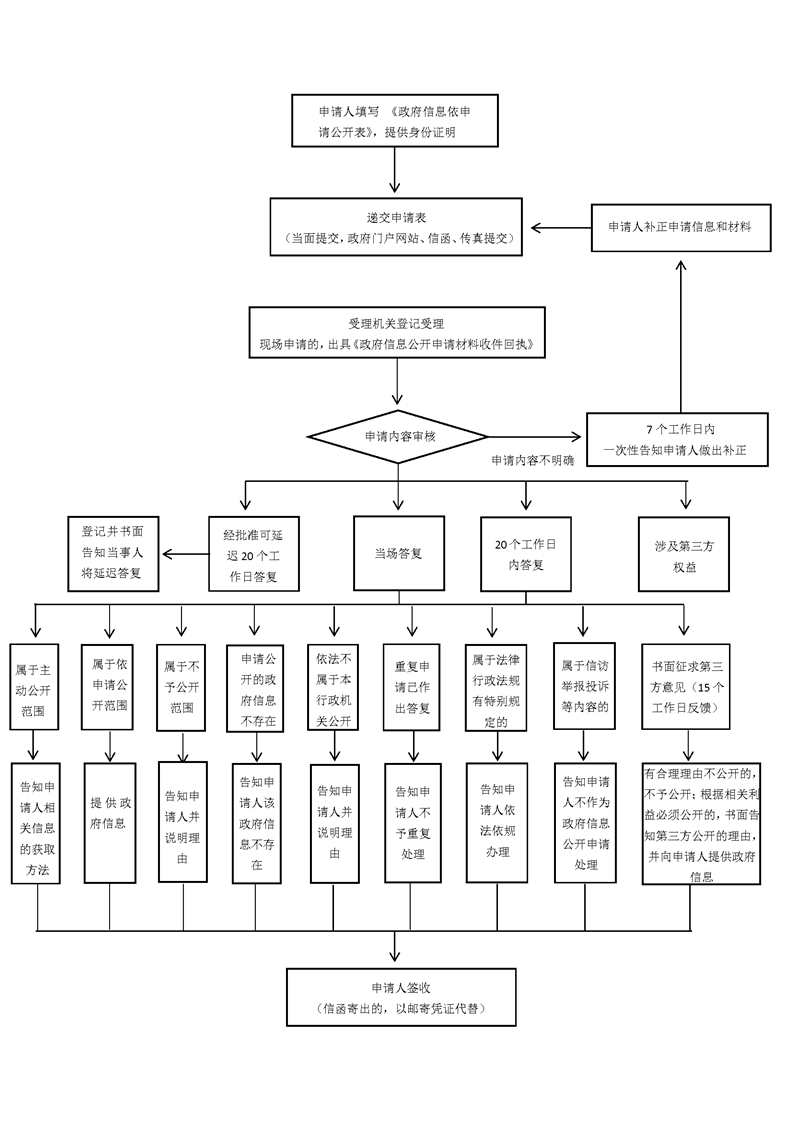 申请人填写 《政府信息依申
请公开表》，提供身份证明
递交申请表
（当面提交，政府门户网站、信函、传真提交）
申请人补正申请信息和材料
受理机关登记受理
现场申请的，出具《政府信息公开申请材料收件回执》
申请内容审核
申请内容不明确
7 个工作日内
一次性告知申请人做出补正
登记并书面
告知当事人
将延迟答复
经批准可延
迟 20 个工
作日答复
当场答复
20 个工作日
内答复
涉及第三方
权益
属于主
动公开
范围
属于依
申请公
开范围
属于不
予公开
范围
申请公
开的政
府信息
不存在
依法不
属于本
行政机
关公开
重复申
请已作
出答复
属于法律
行政法规
有特别规
定的
属于信访
举报投诉
等内容的
书面征求第三
方意见（15 个
工作日反馈）
告知申
请人相
关信息
的获取
方法
提供政
府信息
告知申
请人并
说明理
由
告知申
请人该
政府信
息不存
在
告知申
请人并
说明理
由
告知申
请人不
予重复
处理
告知申
请人依
法依规
办理
告知申请
人不作为
政府信息
公开申请
处理
有合理理由不公开的，
不予公开；根据相关利
益必须公开的，书面告
知第三方公开的理由，
并向申请人提供政府
信息
申请人签收
（信函寄出的，以邮寄凭证代替）